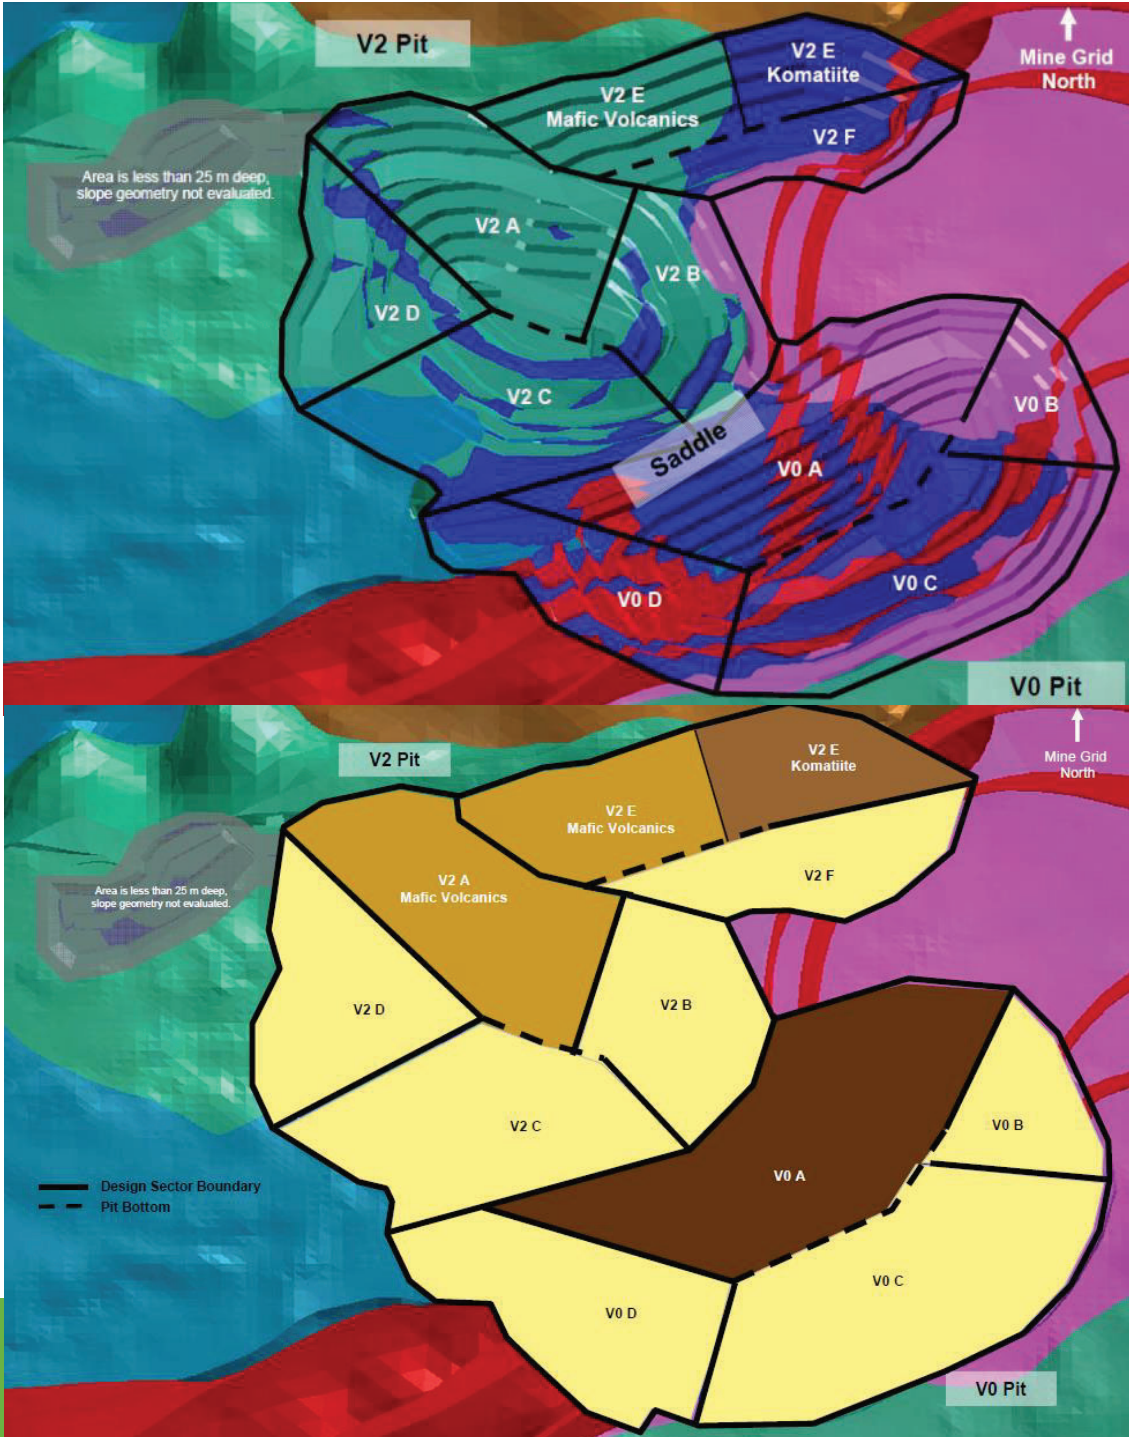 V2 Pit
V2 E
Komatiite
Mine Grid
North
V2 E
Mafic Volcanics
V2 F
Area is less than 25 m deep,
slope geometry not evaluated.
V2 A
V2 B
V2 D
V2 C
V0 B
Saddle
V0 A
V0 C
V0 D
V0 Pit
V2 Pit
V2 E
Komatiite
Mine Grid
North
V2 E
Mafic Volcanics
V2 F
V2 A
Mafic Volcanics
Area is less than 25 m deep,
slope geometry not evaluated.
V2 D
V2 B
V2 C
V0 B
V0 A
Design Sector Boundary
Pit Bottom
V0 C
V0 D
V0 Pit